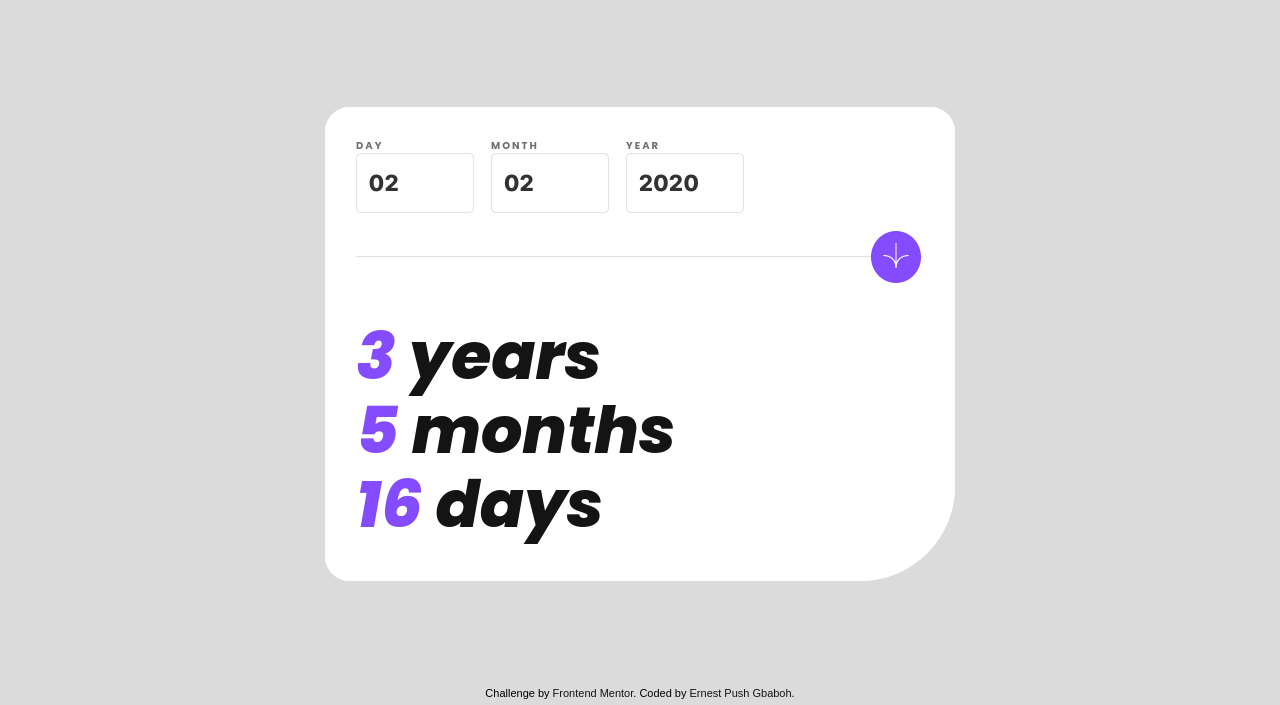 DAY MONTH YEAR
02 02 2020
3 years
5 months
16 days
Challenge by Frontend Mentor. Coded by Ernest Push Gbaboh.